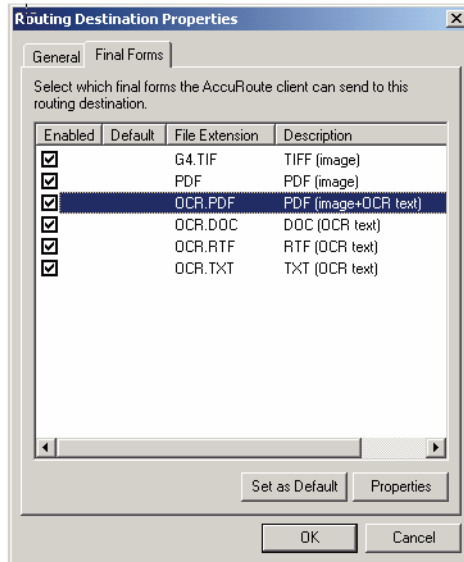 Routing Destination Properties
General Final Forms
Select which final forms the AccuRoute client can send to this
routing destination.
Enabled Default File Extension Description
G4.TIF TIFF (image)
PDF PDF (image)
OCR.PDF PDF (image+OCR text)
OCR.DOC DOC (OCR text)
OCR.RTF RTF (OCR text)
OCR.TXT TXT (OCR text)
Set as Default Properties
OK Cancel